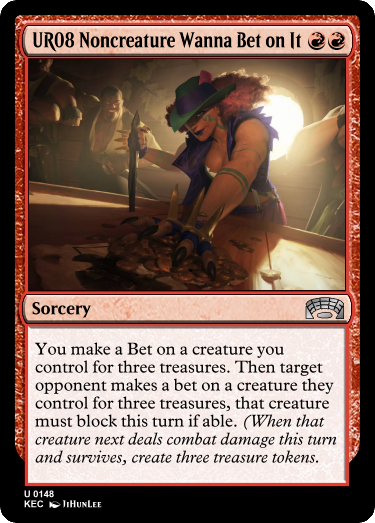 UR08 Noncreature Wanna Bet on It
Sorcery
You make a Bet on a creature you
control for three treasures. Then target
opponent makes a bet on a creature they
control for three treasures, that creature
must block this turn if able. (When that
creature next deals combat damage this turn
and survives, create three treasure tokens.
U 0148
KEC JiHunLee